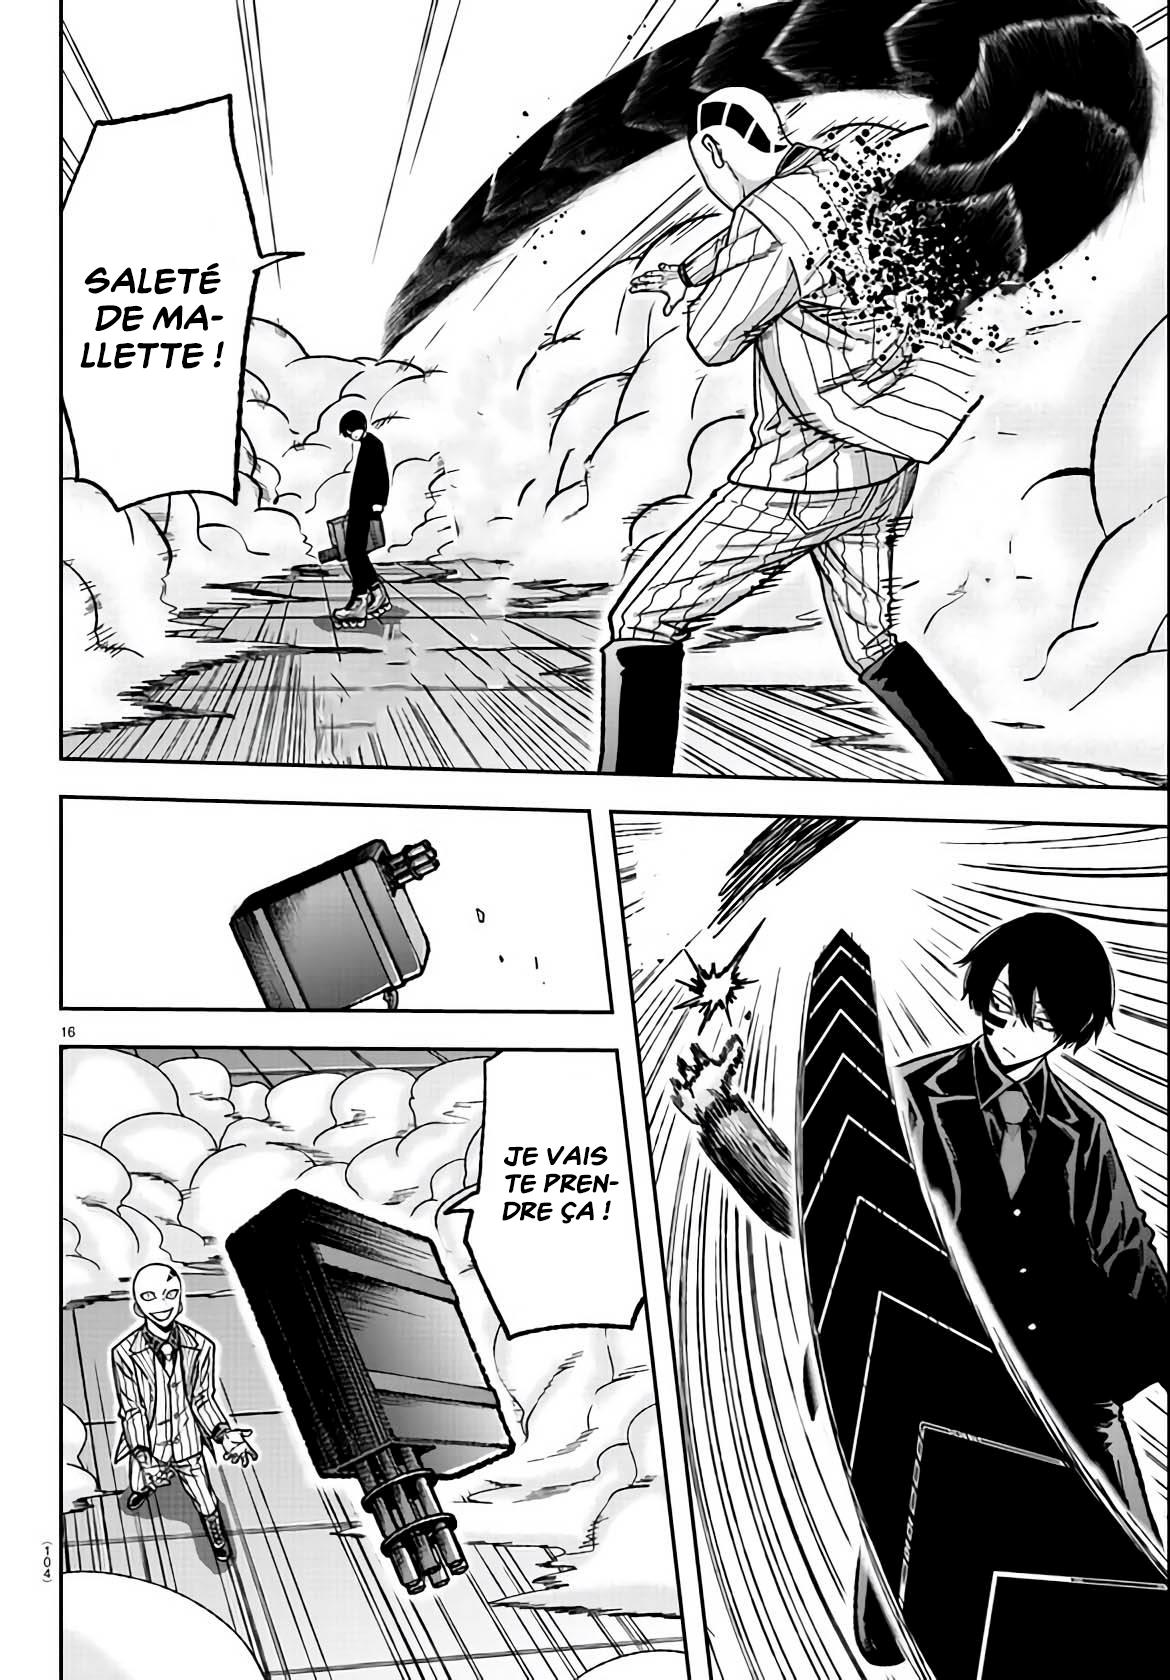 SALETÉ
DE MA-
LLETTE !
16
JE VAIS
TE PREN-
DRE ÇA !
(104)